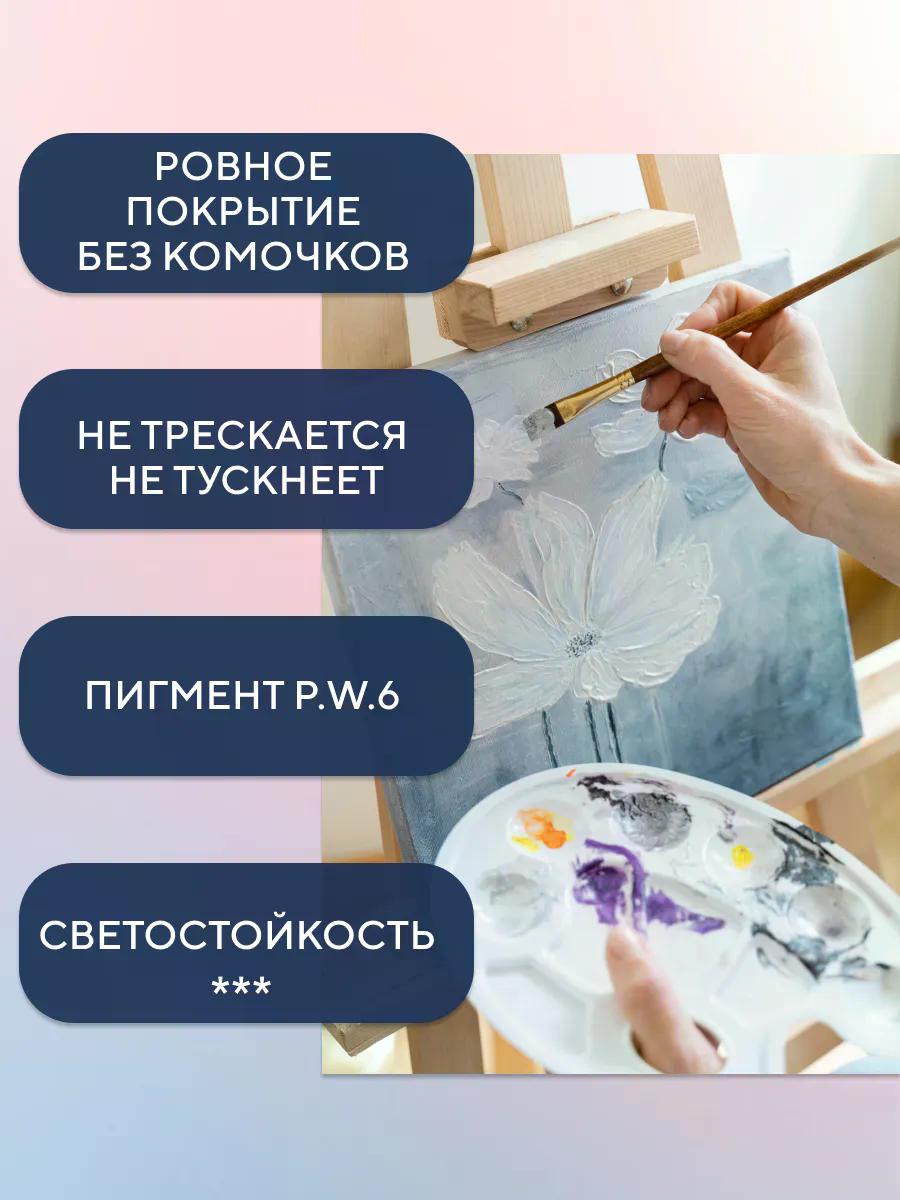 РОВНОЕ
ПОКРЫТИЕ
БЕЗ КОМОЧКОВ
НЕ ТРЕСКАЕТСЯ
НЕ ТУСКНЕЕТ
ПИГМЕНТ P.W.6
СВЕТОСТОЙКОСТЬ
***